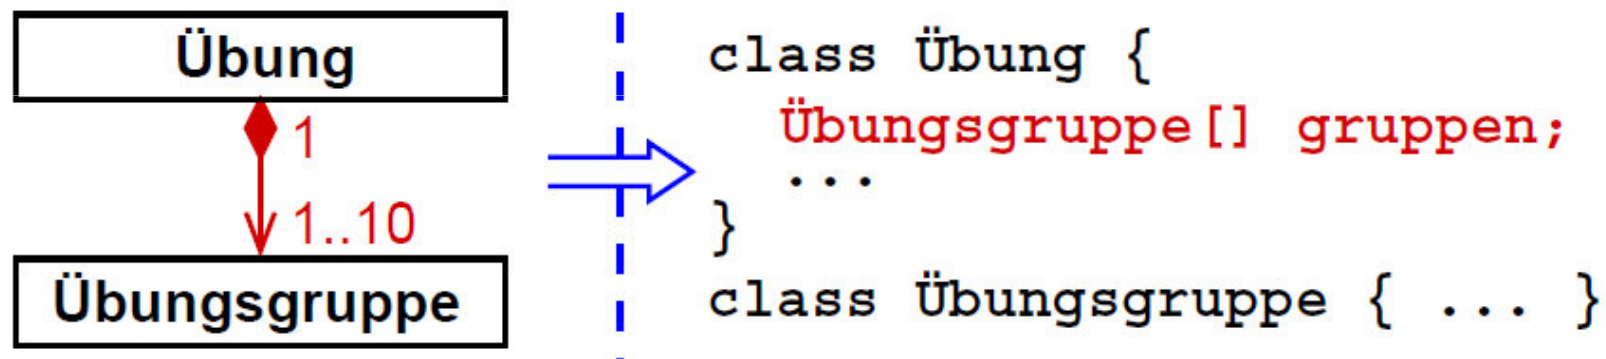 Übung
1
1..10
Übungsgruppe
class Übung {
Übungsgruppe[] gruppen;
...
}
class Übungsgruppe { ... }